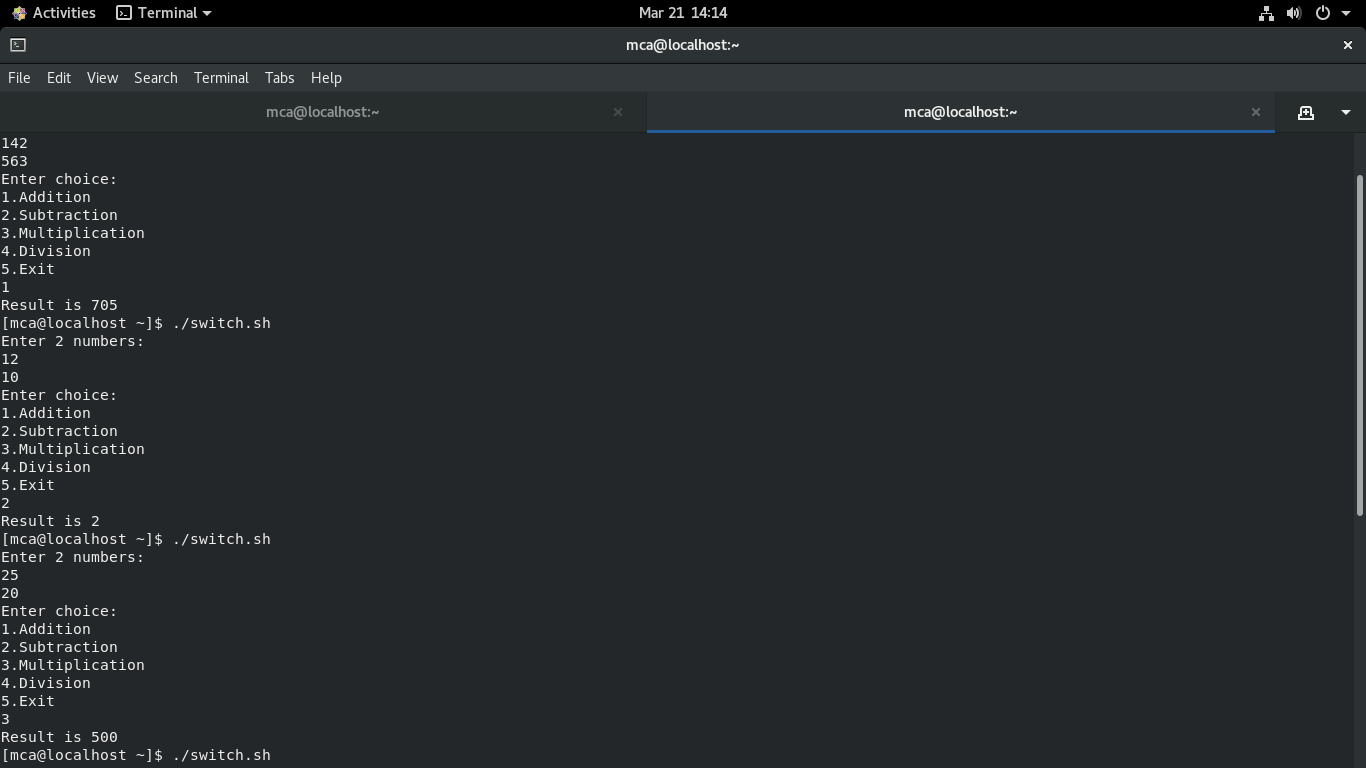 Activities Terminal Mar 21 14:14
mca@localhost:~
File Edit View Search Terminal Tabs Help
mca@localhost:~ mca@localhost:~
142
563
Enter choice:
1.Addition
2.Subtraction
3.Multiplication
4.Division
5.Exit
1
Result is 705
[mca@localhost ~]$ ./switch.sh
Enter 2 numbers:
12
10
Enter choice:
1.Addition
2.Subtraction
3.Multiplication
4.Division
5.Exit
2
Result is 2
[mca@localhost ~]$ ./switch.sh
Enter 2 numbers:
25
20
Enter choice:
1.Addition
2.Subtraction
3.Multiplication
4.Division
5.Exit
3
Result is 500
[mca@localhost ~]$ ./switch.sh